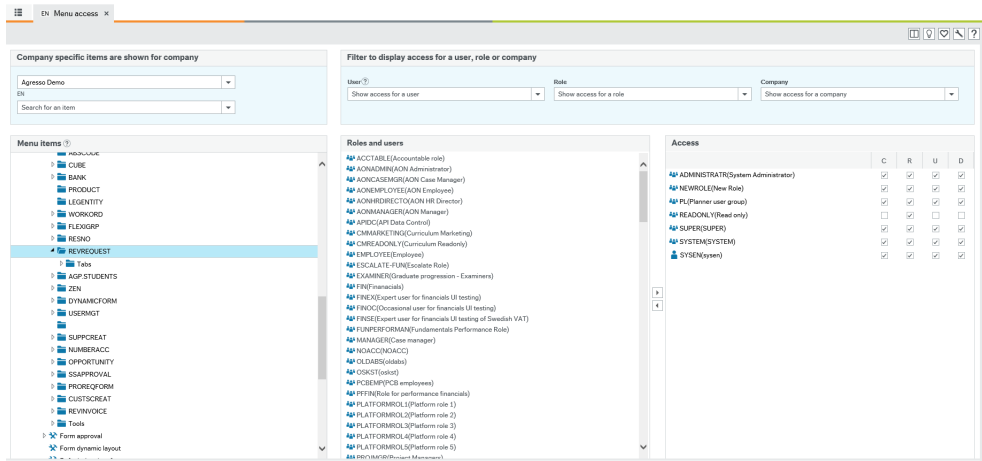 EN Menu access ×
Company specific items are shown for company
Agresso Demo
EN
Search for an item
Filter to display access for a user, role or company
User ?
Show access for a user
Role
Show access for a role
Company
Show access for a company
Menu items ?
ABSCODE
CUBE
BANK
PRODUCT
LEGENTITY
WORKORD
FLEXIGRP
RESNO
REVREQUEST
Tabs
AGP.STUDENTS
ZEN
DYNAMICFORM
USERMGT
SUPPCREAT
NUMBERACC
OPPORTUNITY
SSAPPROVAL
PROREQFORM
CUSTSCREAT
REVINVOICE
Tools
Form approval
Form dynamic layout
Roles and users
ACCTABLE(Accountable role)
AONADMIN(AON Administrator)
AONCASEMGR(AON Case Manager)
AONEMPLOYEE(AON Employee)
AONHRDIRECTO(AON HR Director)
AONMANAGER(AON Manager)
APIDC(API Data Control)
CMMARKETING(Curriculum Marketing)
CMREADONLY(Curriculum Readonly)
EMPLOYEE(Employee)
ESCALATE-FUN(Escalate Role)
EXAMINER(Graduate progression - Examiners)
FIN(Finanacials)
FINEX(Expert user for financials UI testing)
FINOC(Occasional user for financials UI testing)
FINSE(Expert user for financials UI testing of Swedish VAT)
FUNPERFORMAN(Fundamentals Performance Role)
MANAGER(Case manager)
NOACC(NOACC)
OLDABS(oldabs)
OSKST(oskst)
PCBEMP(PCB employees)
PFFIN(Role for performance financials)
PLATFORMROL1(Platform role 1)
PLATFORMROL2(Platform role 2)
PLATFORMROL3(Platform role 3)
PLATFORMROL4(Platform role 4)
PLATFORMROL5(Platform role 5)
PROJMGR(Project Managers)
Access
C R U D
ADMINISTRATR(System Administrator)
NEWROLE(New Role)
PL(Planner user group)
READONLY(Read only)
SUPER(SUPER)
SYSTEM(SYSTEM)
SYSEN(sysen)